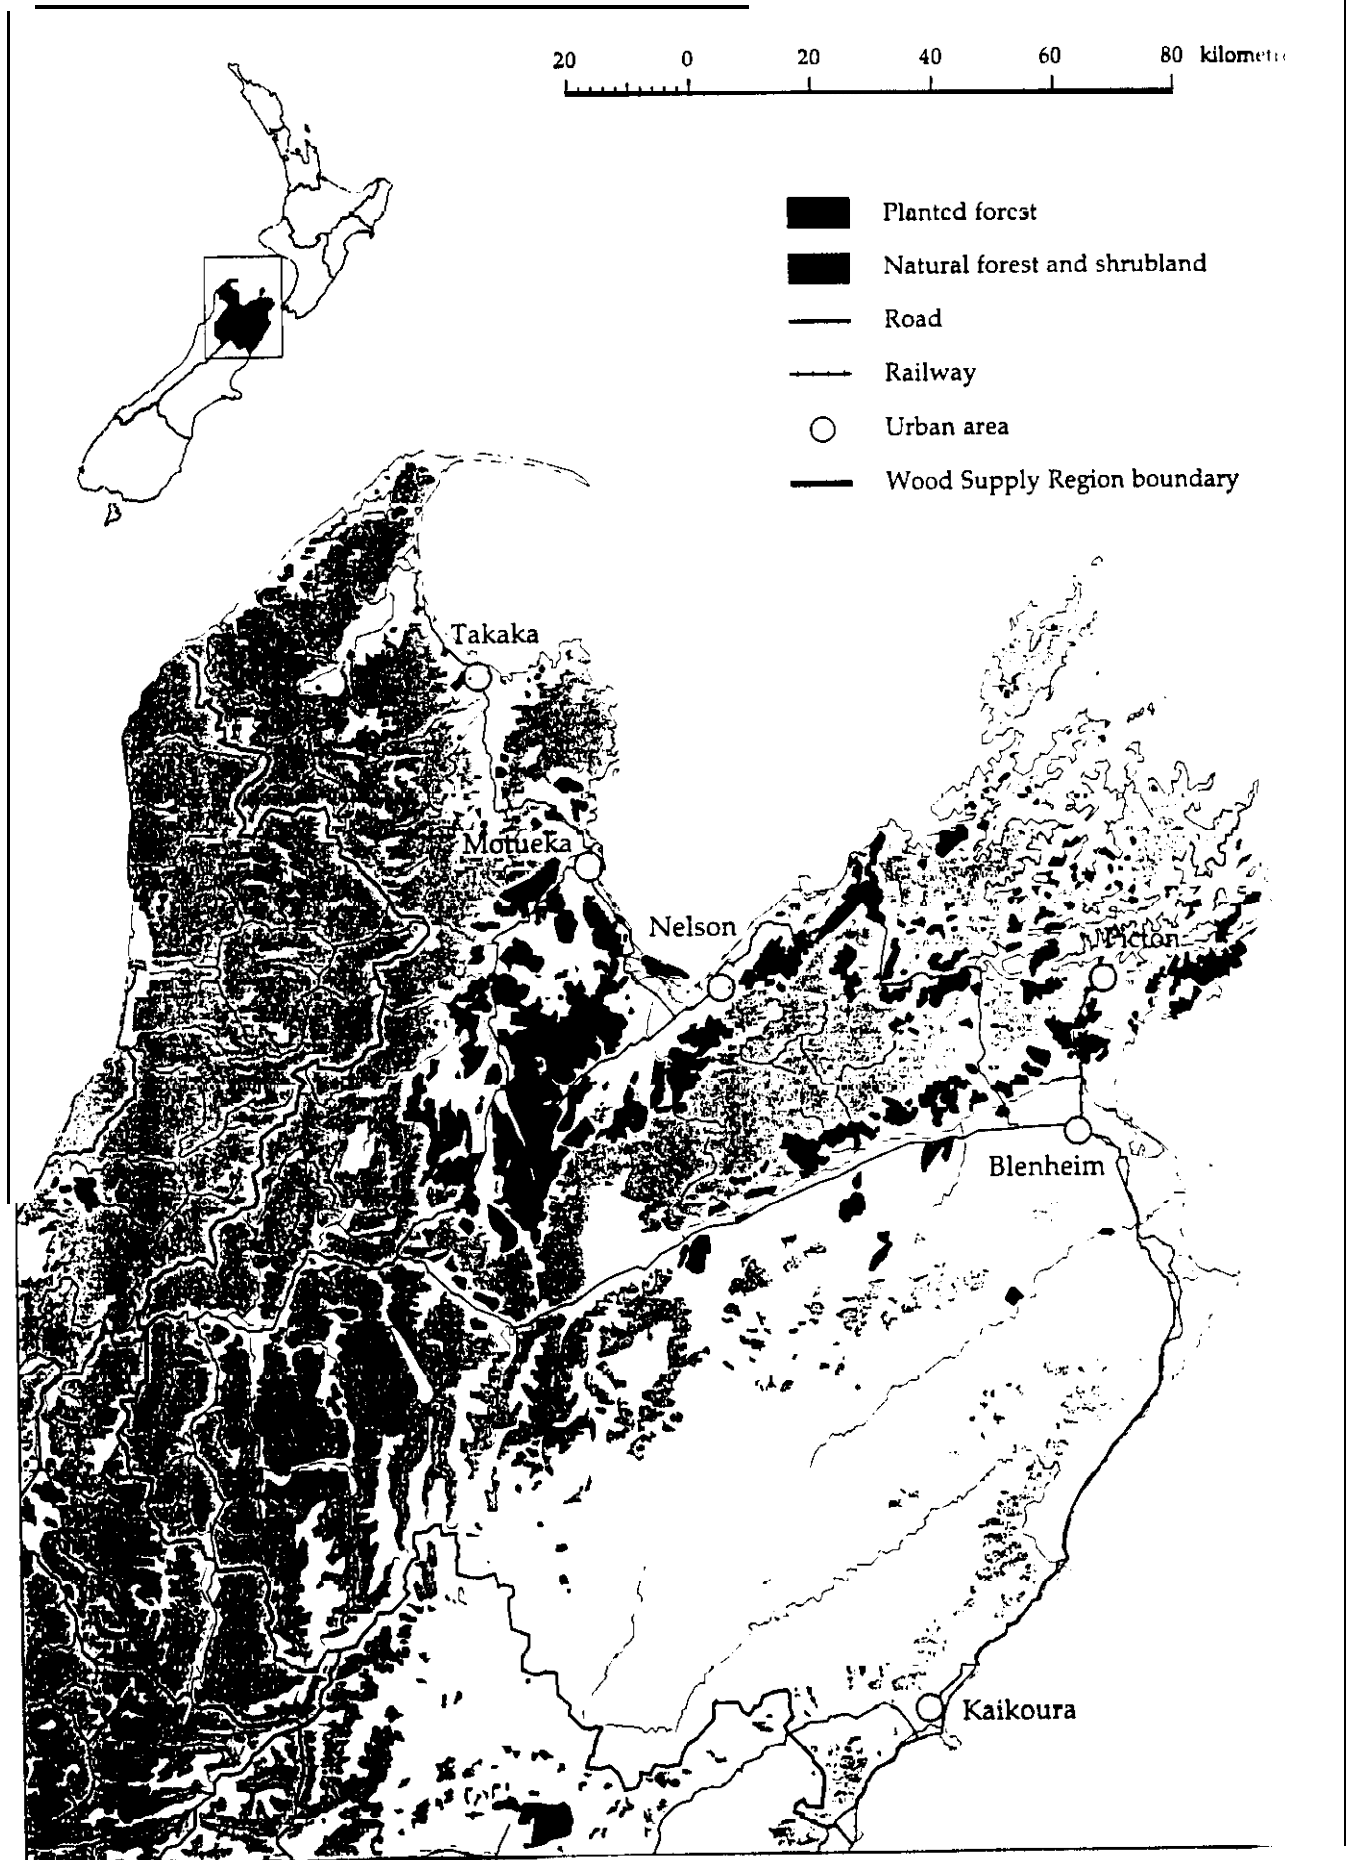 20 0 20 40 60 80 kilometre
Planted forest
Natural forest and shrubland
Road
Railway
Urban area
Wood Supply Region boundary
Takaka
Motueka
Nelson
Picton
Blenheim
Kaikoura